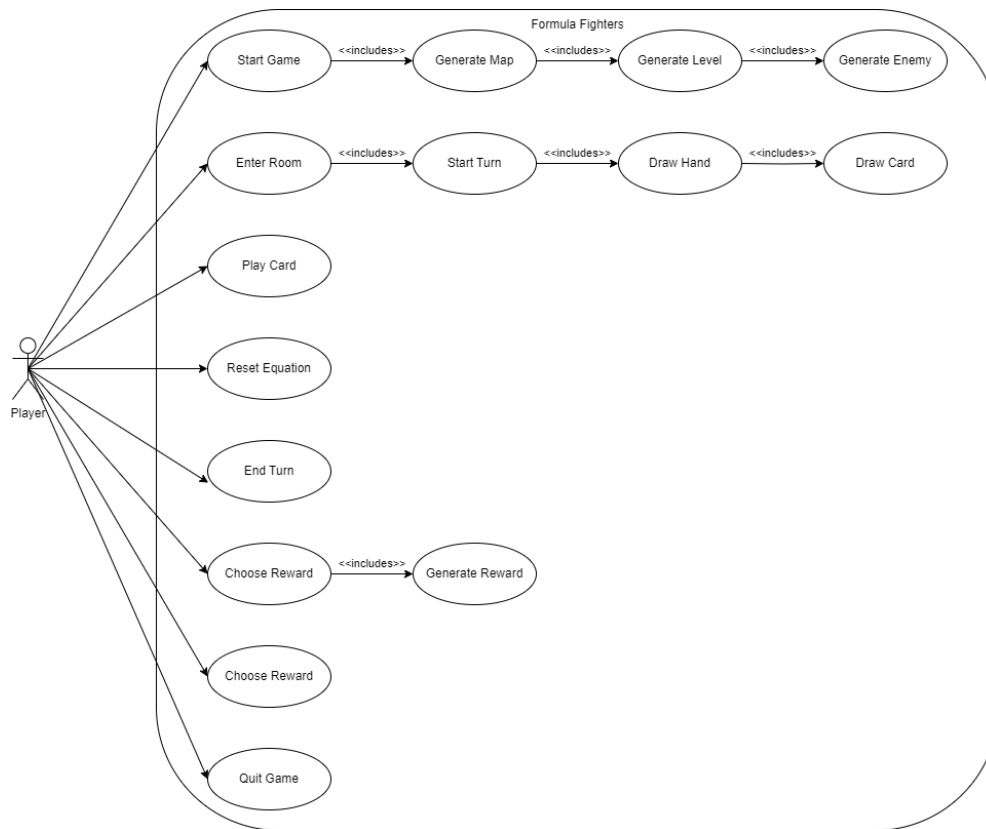 Formula Fighters
Start Game
<<includes>>
Generate Map
<<includes>>
Generate Level
<<includes>>
Generate Enemy
Enter Room
<<includes>>
Start Turn
<<includes>>
Draw Hand
<<includes>>
Draw Card
Play Card
Reset Equation
Player
End Turn
Choose Reward
<<includes>>
Generate Reward
Choose Reward
Quit Game